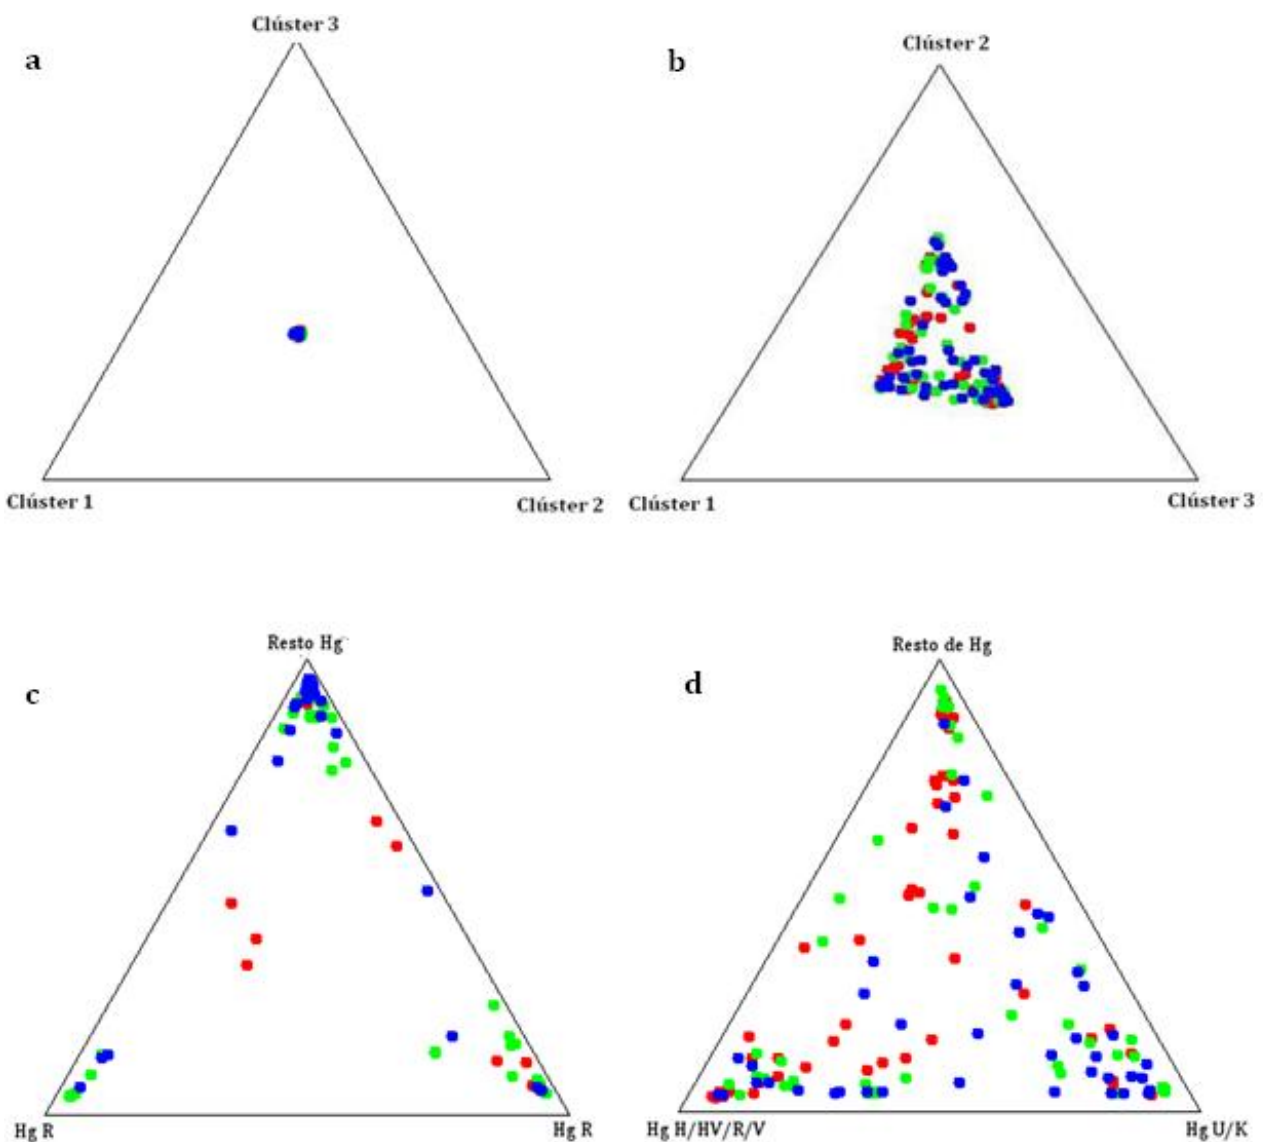 Clúster 3
a
Clúster 1
Clúster 2
Clúster 2
b
Clúster 1
Clúster 3
Resto Hg
c
Hg R
Hg R
Resto de Hg
d
Hg H/HV/R/V
Hg U/K